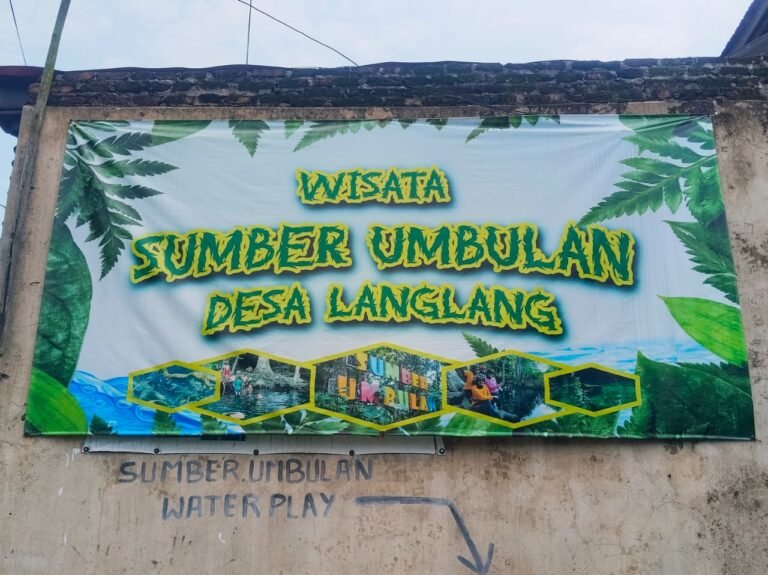 WISATA
SUMBER UMBULAN
DESA LANGLANG
SUMBER
UMBULAN
SUMBER.UMBULAN
WATER PLAY